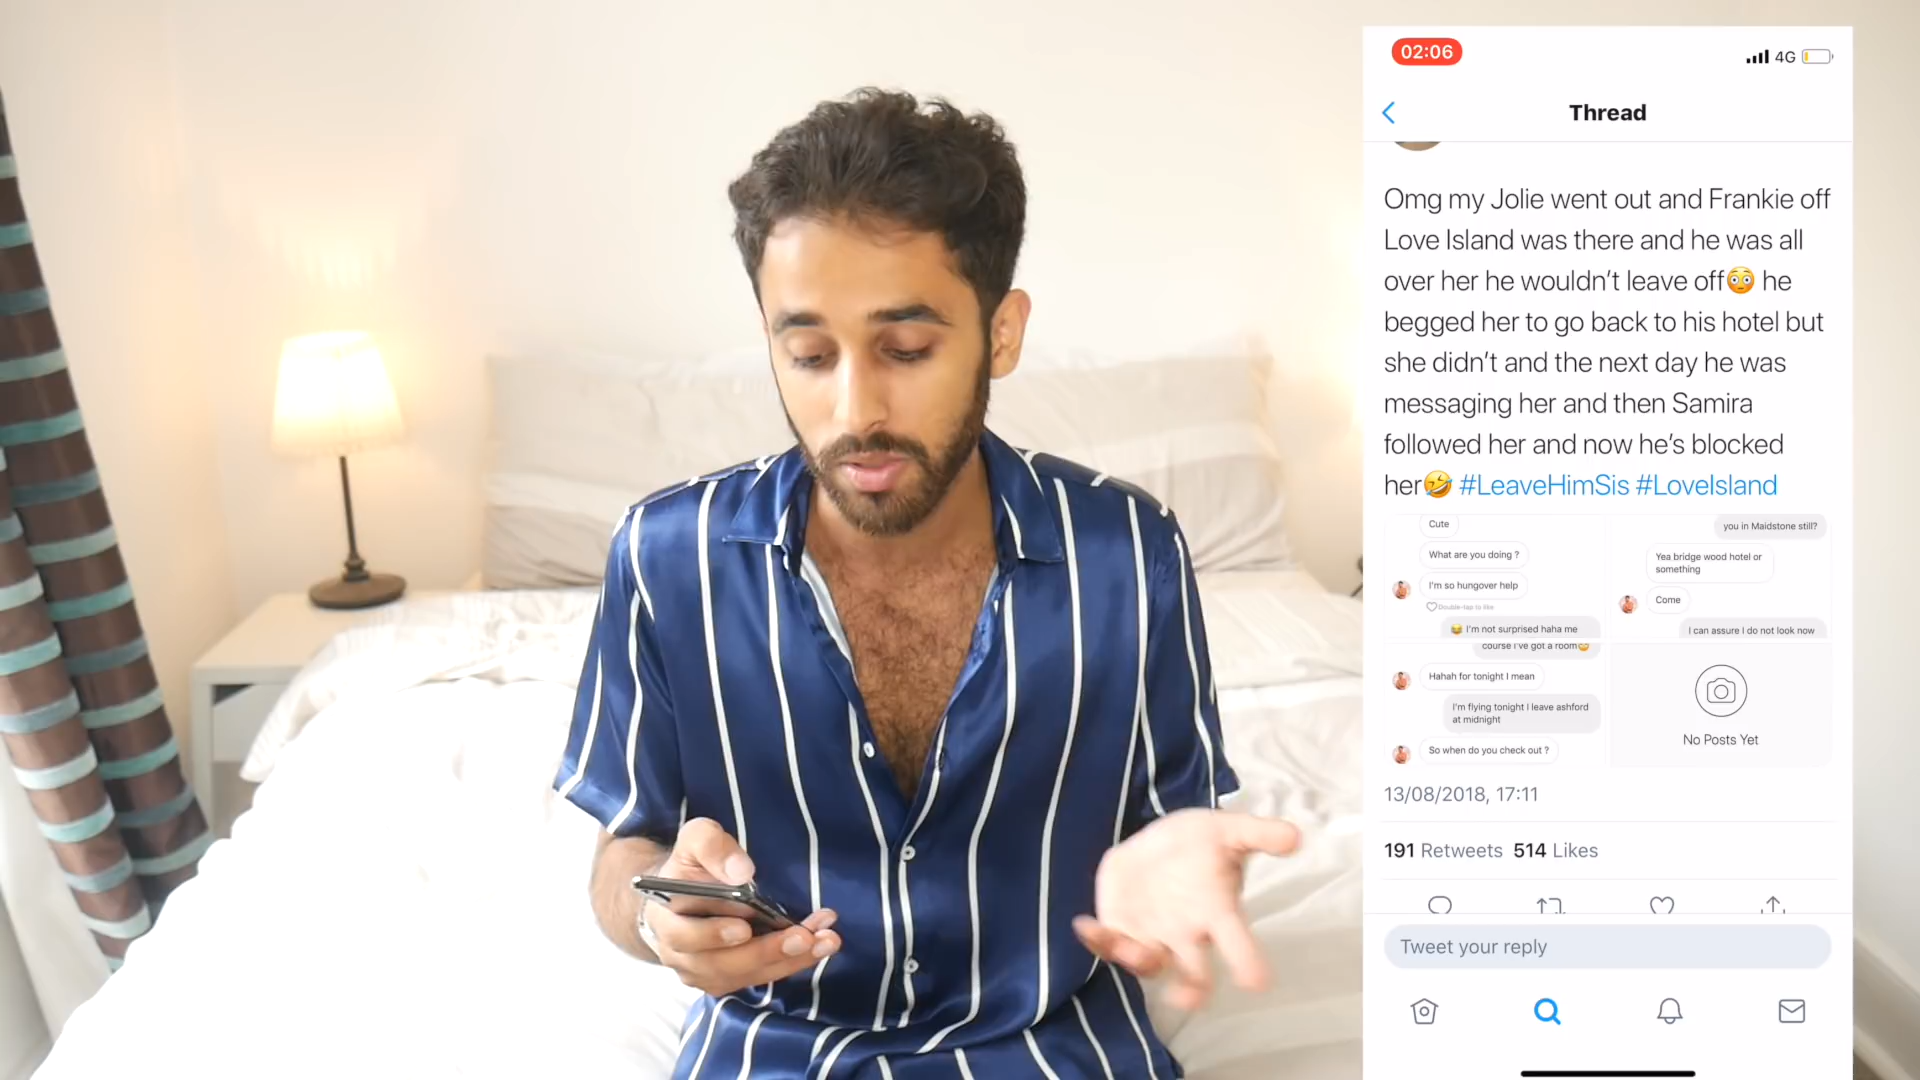 02:06
4G
Thread
Omg my Jolie went out and Frankie off
Love Island was there and he was all
over her he wouldn't leave off😳 he
begged her to go back to his hotel but
she didn't and the next day he was
messaging her and then Samira
followed her and now he's blocked
her🤣 #LeaveHimSis #LoveIsland
Cute
What are you doing ?
I'm so hungover help
Double-tap to like
😂 I'm not surprised haha me
you in Maidstone still?
Yea bridge wood hotel or
something
Come
I can assure I do not look now
course I've got a room
Hahah for tonight I mean
I'm flying tonight I leave ashford
at midnight
So when do you check out ?
No Posts Yet
13/08/2018, 17:11
191 Retweets 514 Likes
Tweet your reply